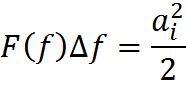 F(f)Δf = a_i^2 / 2